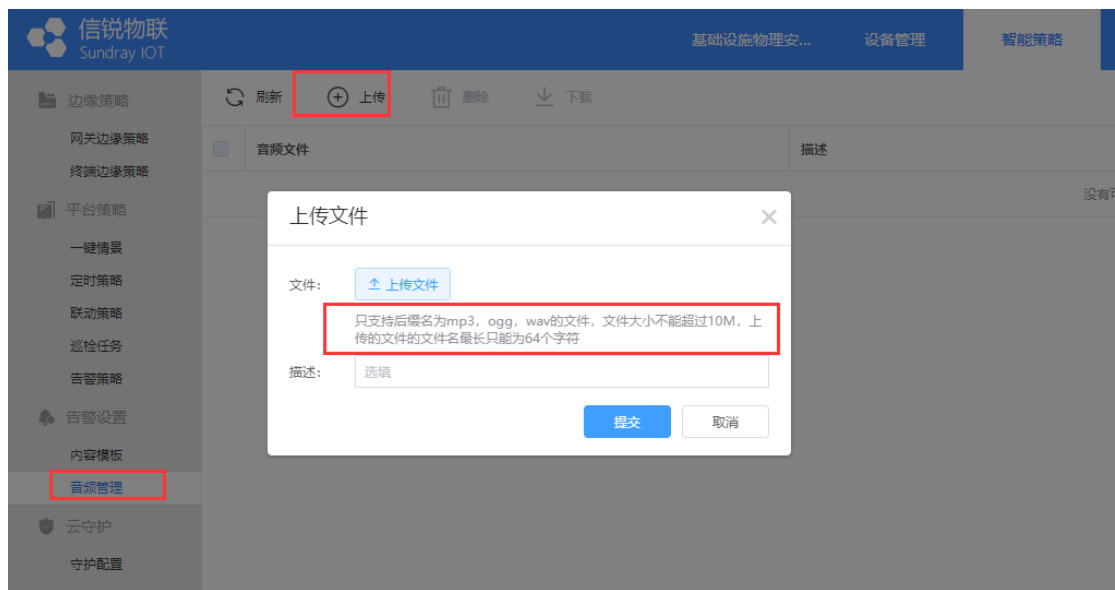 信锐物联
Sundray IOT
基础设施物理安...
设备管理
智能策略
边缘策略
网关边缘策略
终端边缘策略
平台策略
一键情景
定时策略
联动策略
巡检任务
告警策略
告警设置
内容模板
音频管理
云守护
守护配置
刷新
上传
删除
下载
音频文件
描述
没有
上传文件
文件:
上传文件
只支持后缀名为mp3，ogg，wav的文件，文件大小不能超过10M，上
传的文件的文件名最长只能为64个字符
描述:
选填
提交
取消